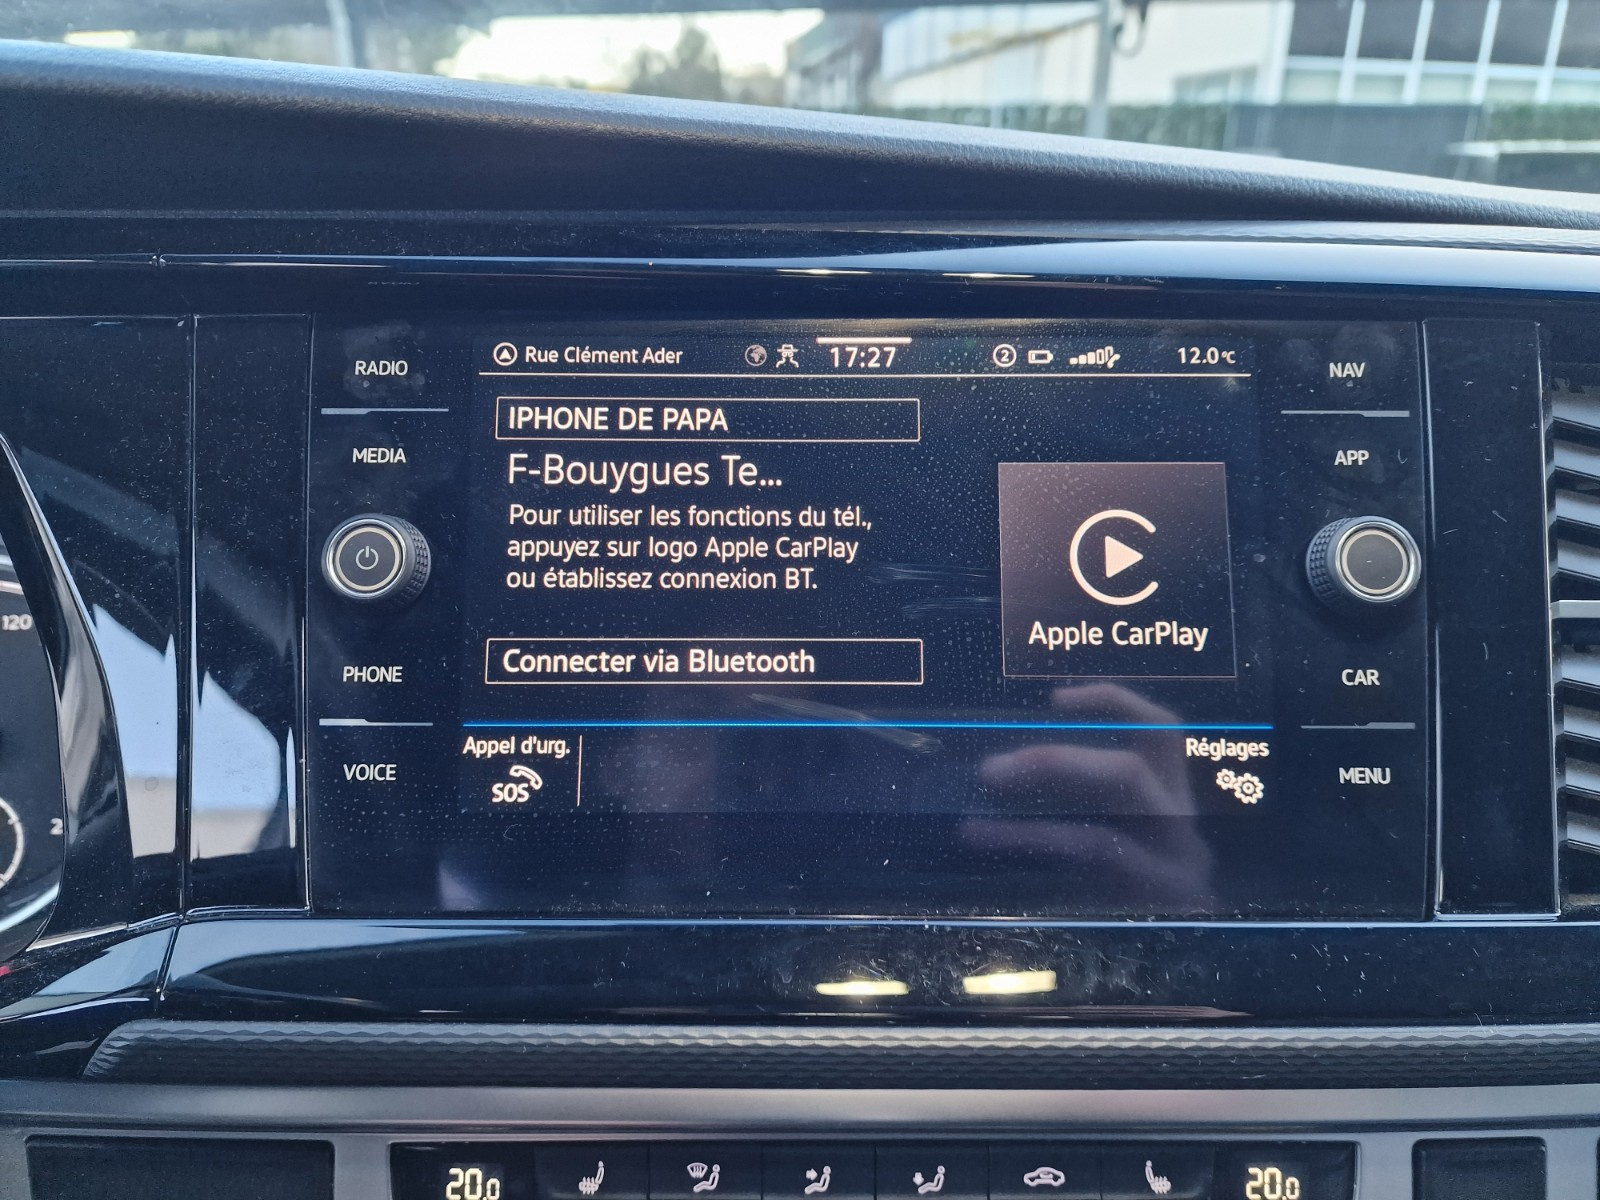 RADIO
MEDIA
PHONE
VOICE
Rue Clément Ader
17:27
2
12.0°C
IPHONE DE PAPA
F-Bouygues Te...
Pour utiliser les fonctions du tél.,
appuyez sur logo Apple CarPlay
ou établissez connexion BT.
Connecter via Bluetooth
Apple CarPlay
Appel d'urg.
SOS
Réglages
NAV
APP
CAR
MENU
120
2
20.0
20.0